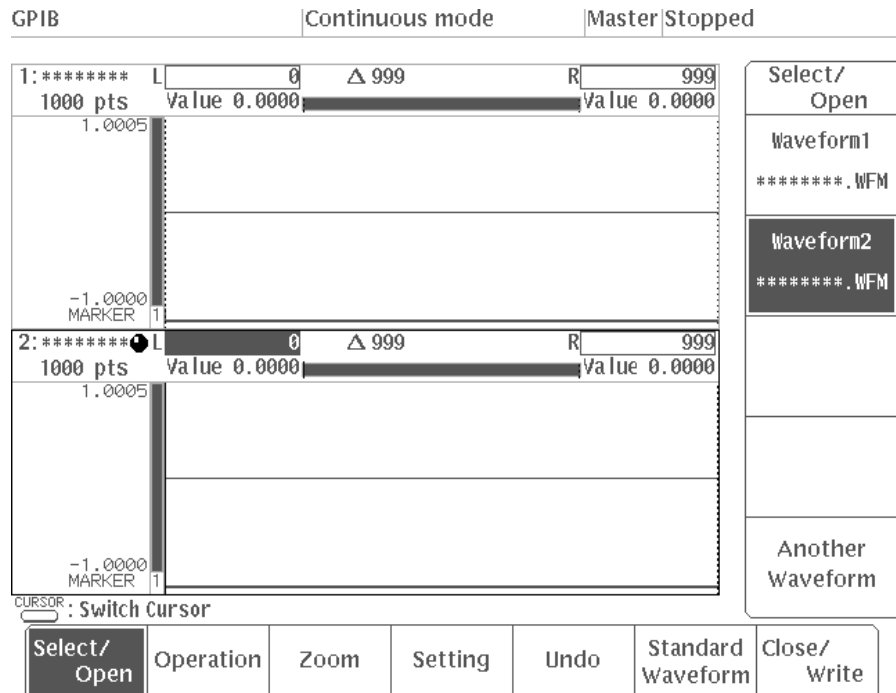 GPIB Continuous mode Master Stopped
1:******** L 0 Δ 999 R 999
1000 pts Value 0.0000 Value 0.0000
1.0005
-1.0000
MARKER 1
2:******** L 0 Δ 999 R 999
1000 pts Value 0.0000 Value 0.0000
1.0005
-1.0000
MARKER 1
CURSOR : Switch Cursor
Select/
Open
Waveform1
********.WFM
Waveform2
********.WFM
Another
Waveform
Select/
Open
Operation
Zoom
Setting
Undo
Standard
Waveform
Close/
Write